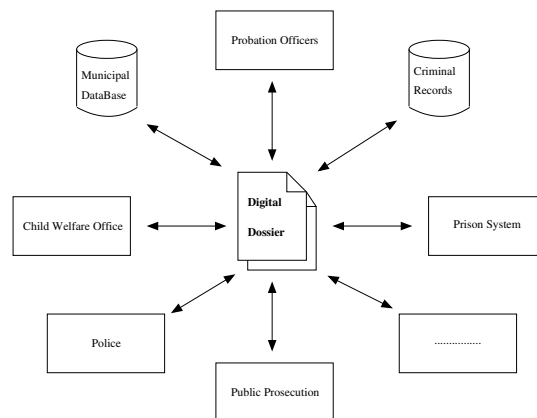 Probation Officers
Municipal
DataBase
Criminal
Records
Digital
Dossier
Child Welfare Office
Prison System
Police
................
Public Prosecution